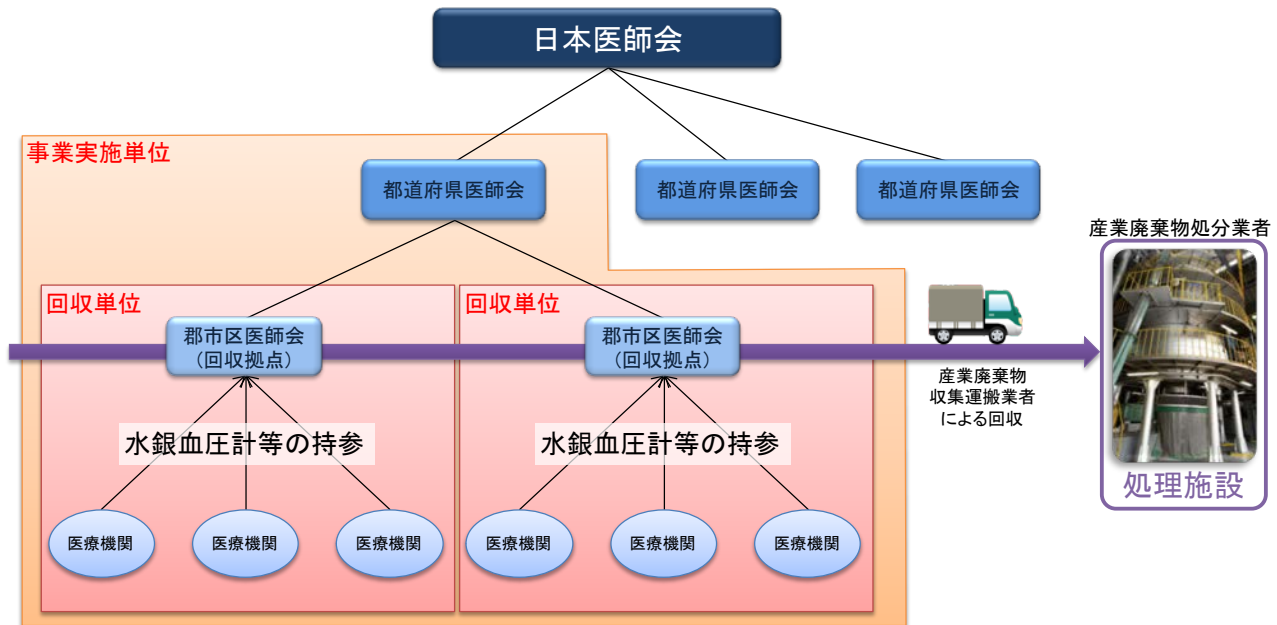 日本医師会
事業実施単位
都道府県医師会
都道府県医師会
都道府県医師会
産業廃棄物処分業者
回収単位
回収単位
郡市区医師会
(回収拠点)
郡市区医師会
(回収拠点)
産業廃棄物
収集運搬業者
による回収
水銀血圧計等の持参
水銀血圧計等の持参
処理施設
医療機関
医療機関
医療機関
医療機関
医療機関
医療機関